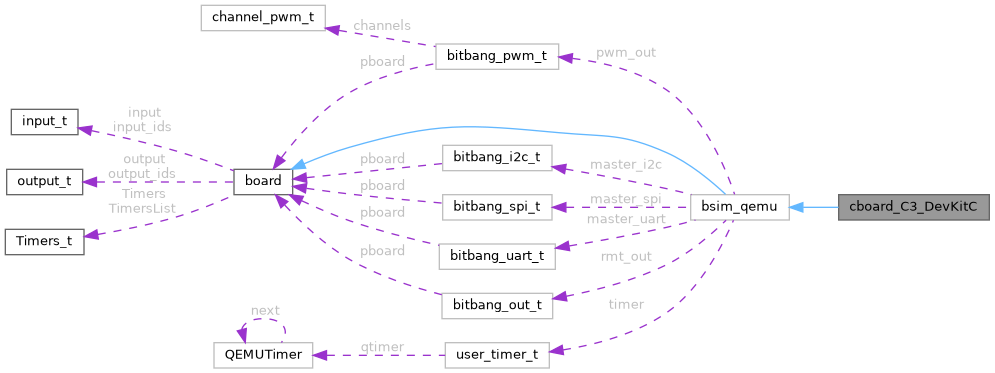 channel_pwm_t
channels
bitbang_pwm_t
pwm_out
pboard
input
input_ids
input_t
output
output_ids
output_t
board
Timers
TimersList
Timers_t
pboard
bitbang_i2c_t
master_i2c
pboard
bitbang_spi_t
master_spi
bsim_qemu
cboard_C3_DevKitC
pboard
bitbang_uart_t
master_uart
pboard
bitbang_out_t
rmt_out
next
QEMUTimer
qtimer
user_timer_t
timer